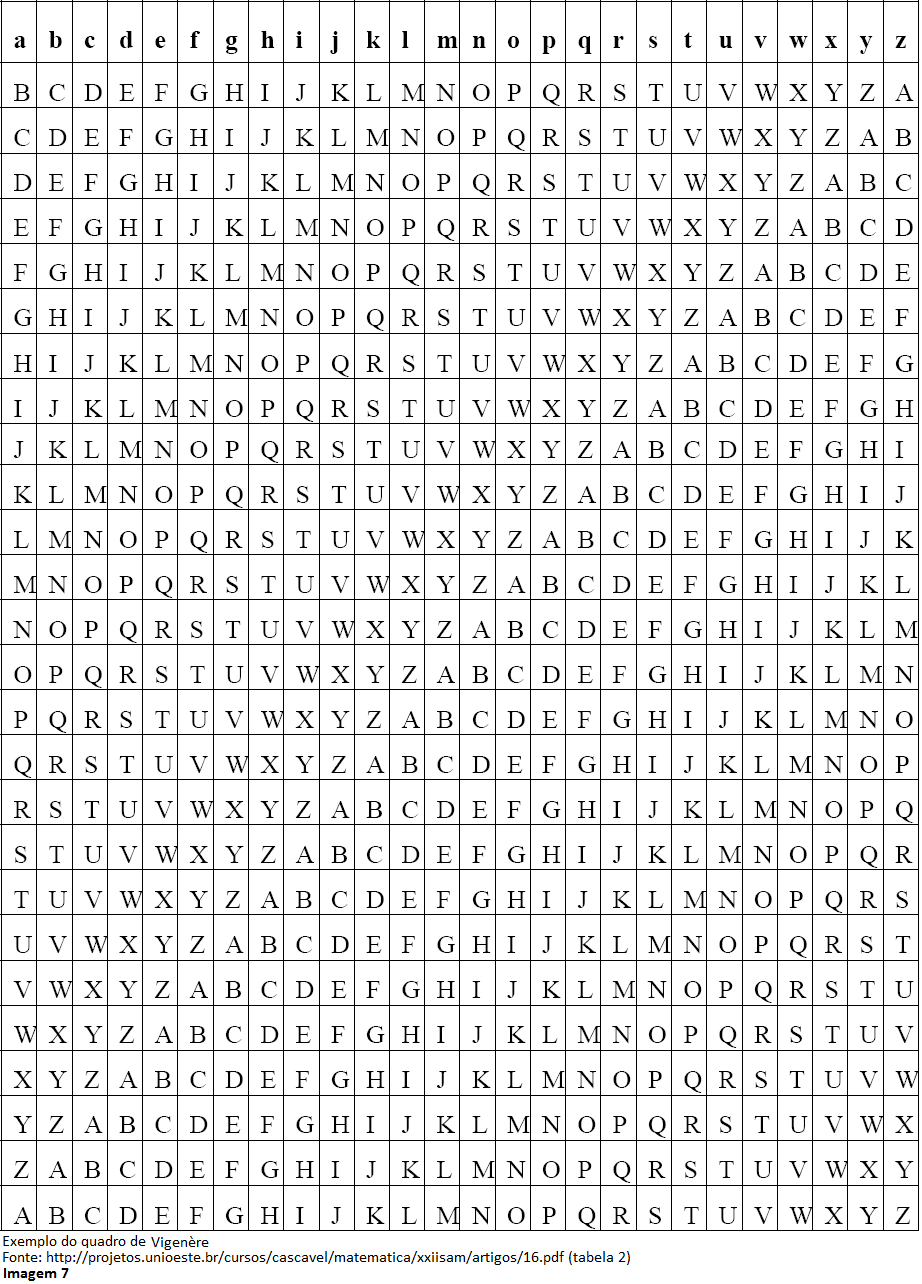 a b c d e f g h i j k l m n o p q r s t u v w x y z
B C D E F G H I J K L M N O P Q R S T U V W X Y Z A
C D E F G H I J K L M N O P Q R S T U V W X Y Z A B
D E F G H I J K L M N O P Q R S T U V W X Y Z A B C
E F G H I J K L M N O P Q R S T U V W X Y Z A B C D
F G H I J K L M N O P Q R S T U V W X Y Z A B C D E
G H I J K L M N O P Q R S T U V W X Y Z A B C D E F
H I J K L M N O P Q R S T U V W X Y Z A B C D E F G
I J K L M N O P Q R S T U V W X Y Z A B C D E F G H
J K L M N O P Q R S T U V W X Y Z A B C D E F G H I
K L M N O P Q R S T U V W X Y Z A B C D E F G H I J
L M N O P Q R S T U V W X Y Z A B C D E F G H I J K
M N O P Q R S T U V W X Y Z A B C D E F G H I J K L
N O P Q R S T U V W X Y Z A B C D E F G H I J K L M
O P Q R S T U V W X Y Z A B C D E F G H I J K L M N
P Q R S T U V W X Y Z A B C D E F G H I J K L M N O
Q R S T U V W X Y Z A B C D E F G H I J K L M N O P
R S T U V W X Y Z A B C D E F G H I J K L M N O P Q
S T U V W X Y Z A B C D E F G H I J K L M N O P Q R
T U V W X Y Z A B C D E F G H I J K L M N O P Q R S
U V W X Y Z A B C D E F G H I J K L M N O P Q R S T
V W X Y Z A B C D E F G H I J K L M N O P Q R S T U
W X Y Z A B C D E F G H I J K L M N O P Q R S T U V
X Y Z A B C D E F G H I J K L M N O P Q R S T U V W
Y Z A B C D E F G H I J K L M N O P Q R S T U V W X
Z A B C D E F G H I J K L M N O P Q R S T U V W X Y
A B C D E F G H I J K L M N O P Q R S T U V W X Y Z
Exemplo do quadro de Vigenère
Fonte: http://projetos.unioeste.br/cursos/cascavel/matematica/xxiisam/artigos/16.pdf (tabela 2)
Imagem 7